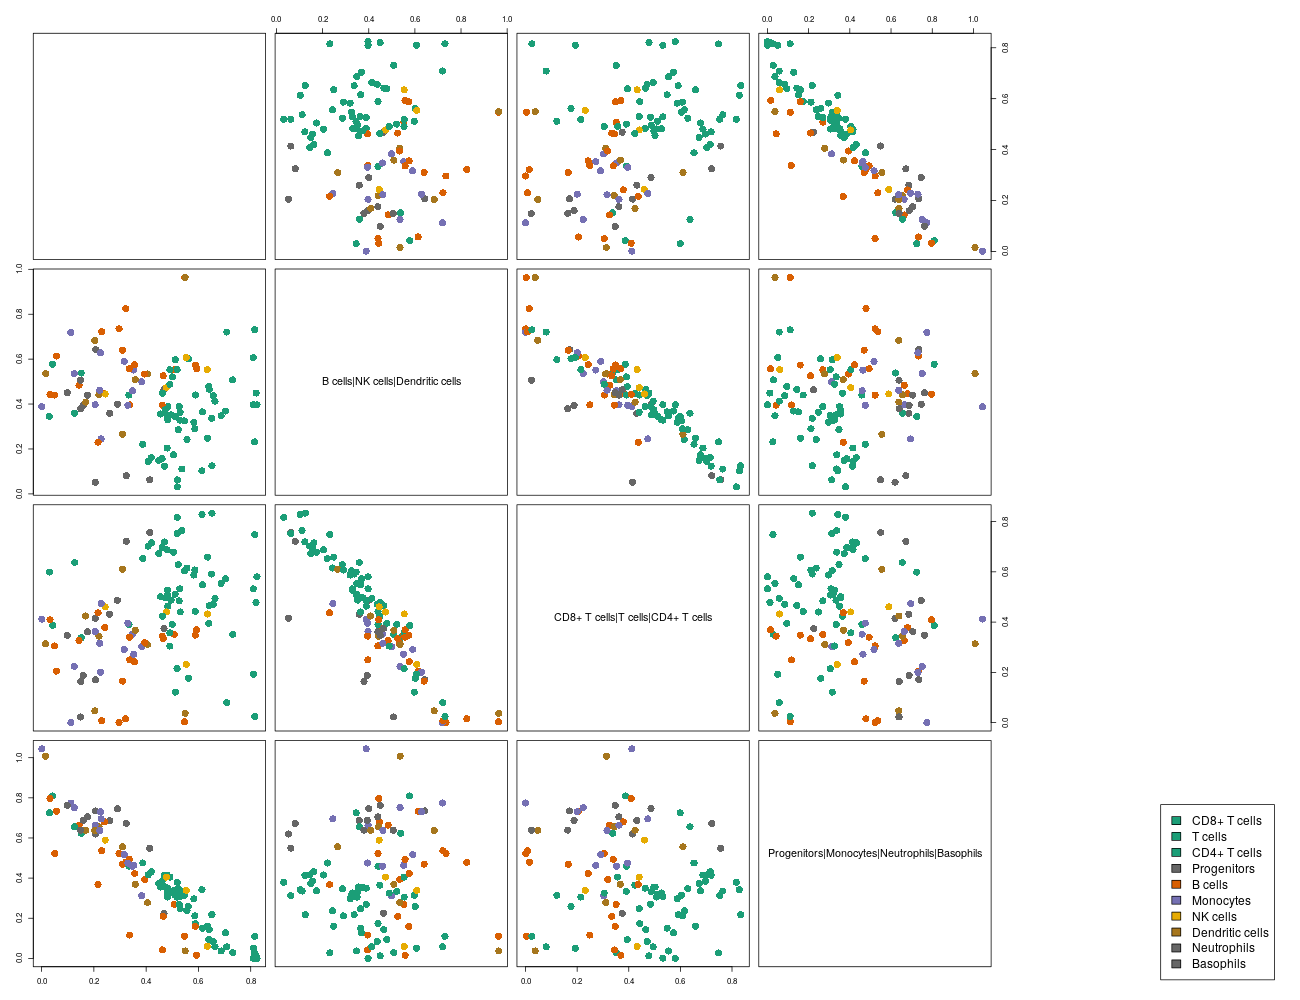 0.0 0.2 0.4 0.6 0.8 1.0
0.0 0.2 0.4 0.6 0.8 1.0
0.0 0.2 0.4 0.6 0.8
0.0 0.2 0.4 0.6 0.8 1.0
B cells|NK cells|Dendritic cells
CD8+ T cells|T cells|CD4+ T cells
0.0 0.2 0.4 0.6 0.8
0.0 0.2 0.4 0.6 0.8 1.0
Progenitors|Monocytes|Neutrophils|Basophils
0.0 0.2 0.4 0.6 0.8
0.0 0.2 0.4 0.6 0.8
CD8+ T cells
T cells
CD4+ T cells
Progenitors
B cells
Monocytes
NK cells
Dendritic cells
Neutrophils
Basophils